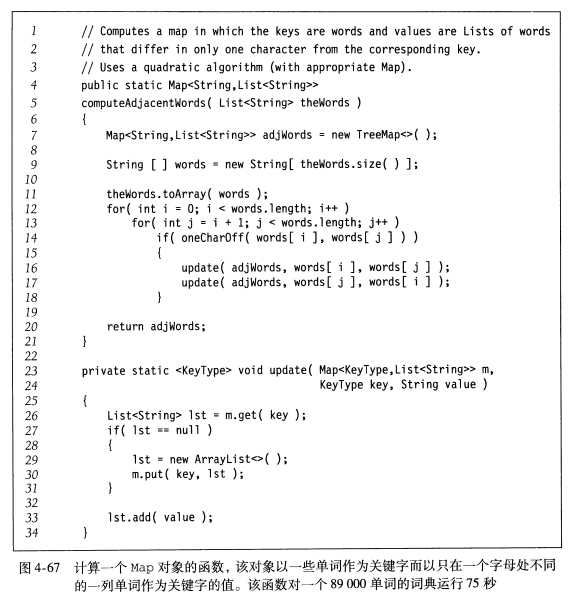 1 // Computes a map in which the keys are words and values are Lists of words
2 // that differ in only one character from the corresponding key.
3 // Uses a quadratic algorithm (with appropriate Map).
4 public static Map<String,List<String>>
5 computeAdjacentWords( List<String> theWords )
6 {
7     Map<String,List<String>> adjWords = new TreeMap<>( );
8
9     String [ ] words = new String[ theWords.size( ) ];
10
11     theWords.toArray( words );
12     for( int i = 0; i < words.length; i++ )
13         for( int j = i + 1; j < words.length; j++ )
14             if( oneCharOff( words[ i ], words[ j ] ) )
15             {
16                 update( adjWords, words[ i ], words[ j ] );
17                 update( adjWords, words[ j ], words[ i ] );
18             }
19
20     return adjWords;
21 }
22
23 private static <KeyType> void update( Map<KeyType,List<String>> m,
24                                       KeyType key, String value )
25 {
26     List<String> lst = m.get( key );
27     if( lst == null )
28     {
29         lst = new ArrayList<>( );
30         m.put( key, lst );
31     }
32
33     lst.add( value );
34 }
图 4-67 计算一个 Map 对象的函数，该对象以一些单词作为关键字而以只在一个字母处不同
的一列单词作为关键字的值。该函数对一个 89 000 单词的词典运行 75 秒